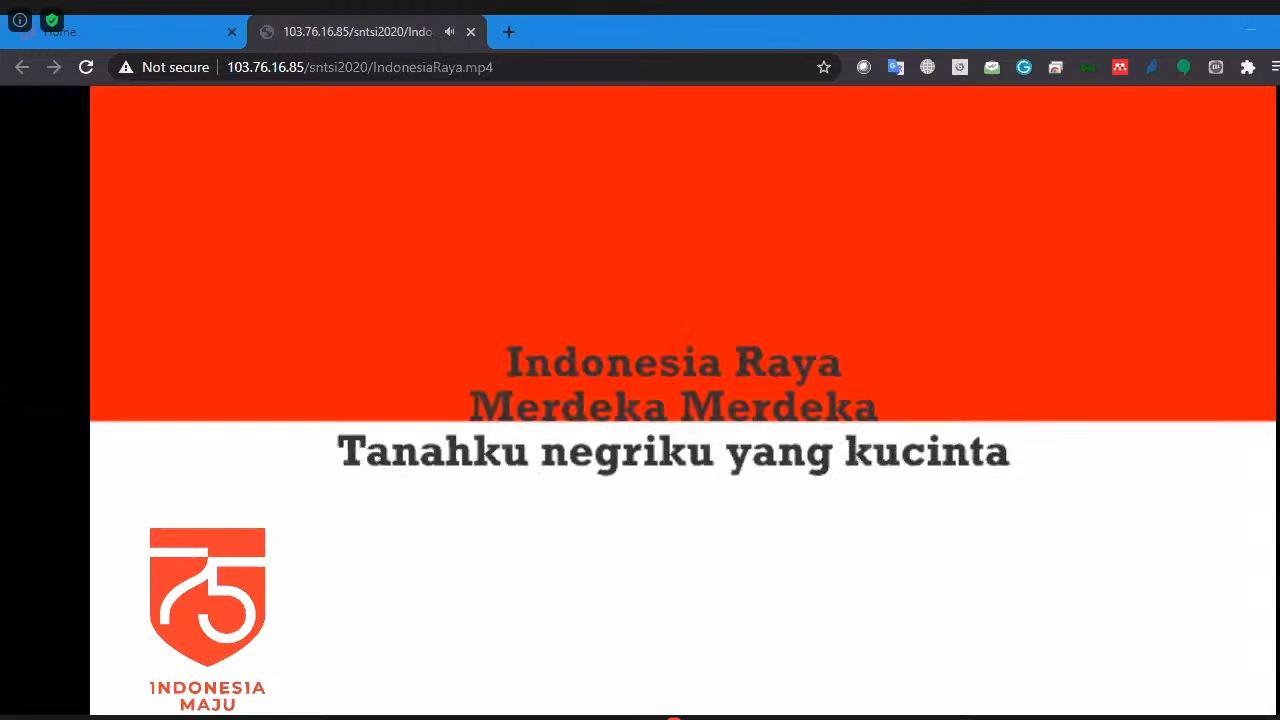 Home
103.76.16.85/sntsi2020/Indo
Not secure
103.76.16.85/sntsi2020/IndonesiaRaya.mp4
Indonesia Raya
Merdeka Merdeka
Tanahku negriku yang kucinta
75
INDONESIA
MAJU